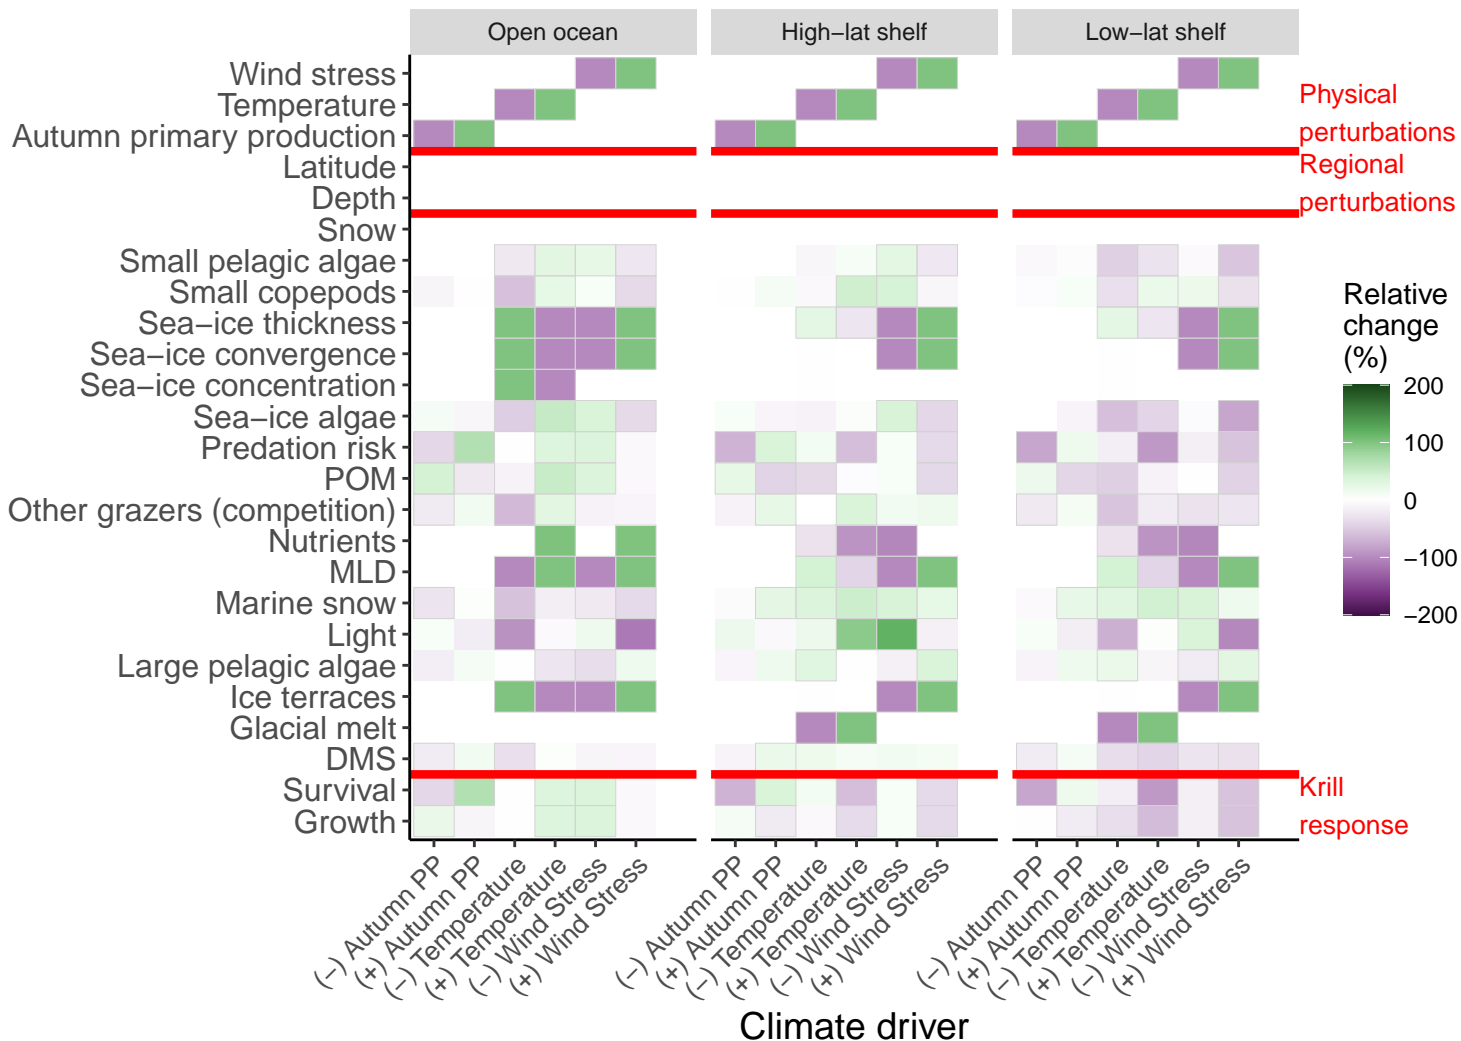 Open ocean
High−lat shelf
Low−lat shelf
Wind stress
Temperature
Autumn primary production
Latitude
Depth
Snow
Small pelagic algae
Small copepods
Sea−ice thickness
Sea−ice convergence
Sea−ice concentration
Sea−ice algae
Predation risk
POM
Other grazers (competition)
Nutrients
MLD
Marine snow
Light
Large pelagic algae
Ice terraces
Glacial melt
DMS
Survival
Growth
Physical
perturbations
Regional
perturbations
Krill
response
Relative
change
(%)
200
100
0
−100
−200
(−) Autumn PP
(+) Autumn PP
(−) Temperature
(+) Temperature
(−) Wind Stress
(+) Wind Stress
(−) Autumn PP
(+) Autumn PP
(−) Temperature
(+) Temperature
(−) Wind Stress
(+) Wind Stress
(−) Autumn PP
(+) Autumn PP
(−) Temperature
(+) Temperature
(−) Wind Stress
(+) Wind Stress
Climate driver